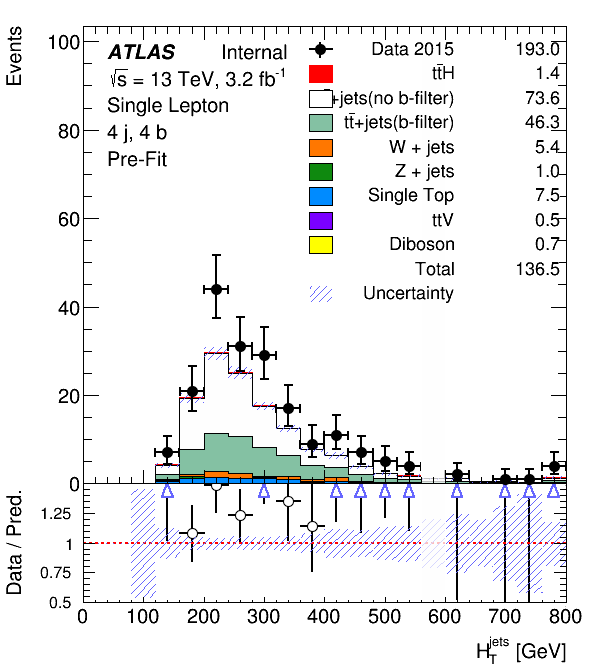 Events
100
80
60
40
20
0
ATLAS Internal
√s = 13 TeV, 3.2 fb-1
Single Lepton
4 j, 4 b
Pre-Fit
Data 2015 193.0
tt̄H 1.4
+jets(no b-filter) 73.6
tt̄+jets(b-filter) 46.3
W + jets 5.4
Z + jets 1.0
Single Top 7.5
ttV 0.5
Diboson 0.7
Total 136.5
Uncertainty
Data / Pred.
1.25
1
0.75
0.5
0 100 200 300 400 500 600 700 800
H_T^jets [GeV]